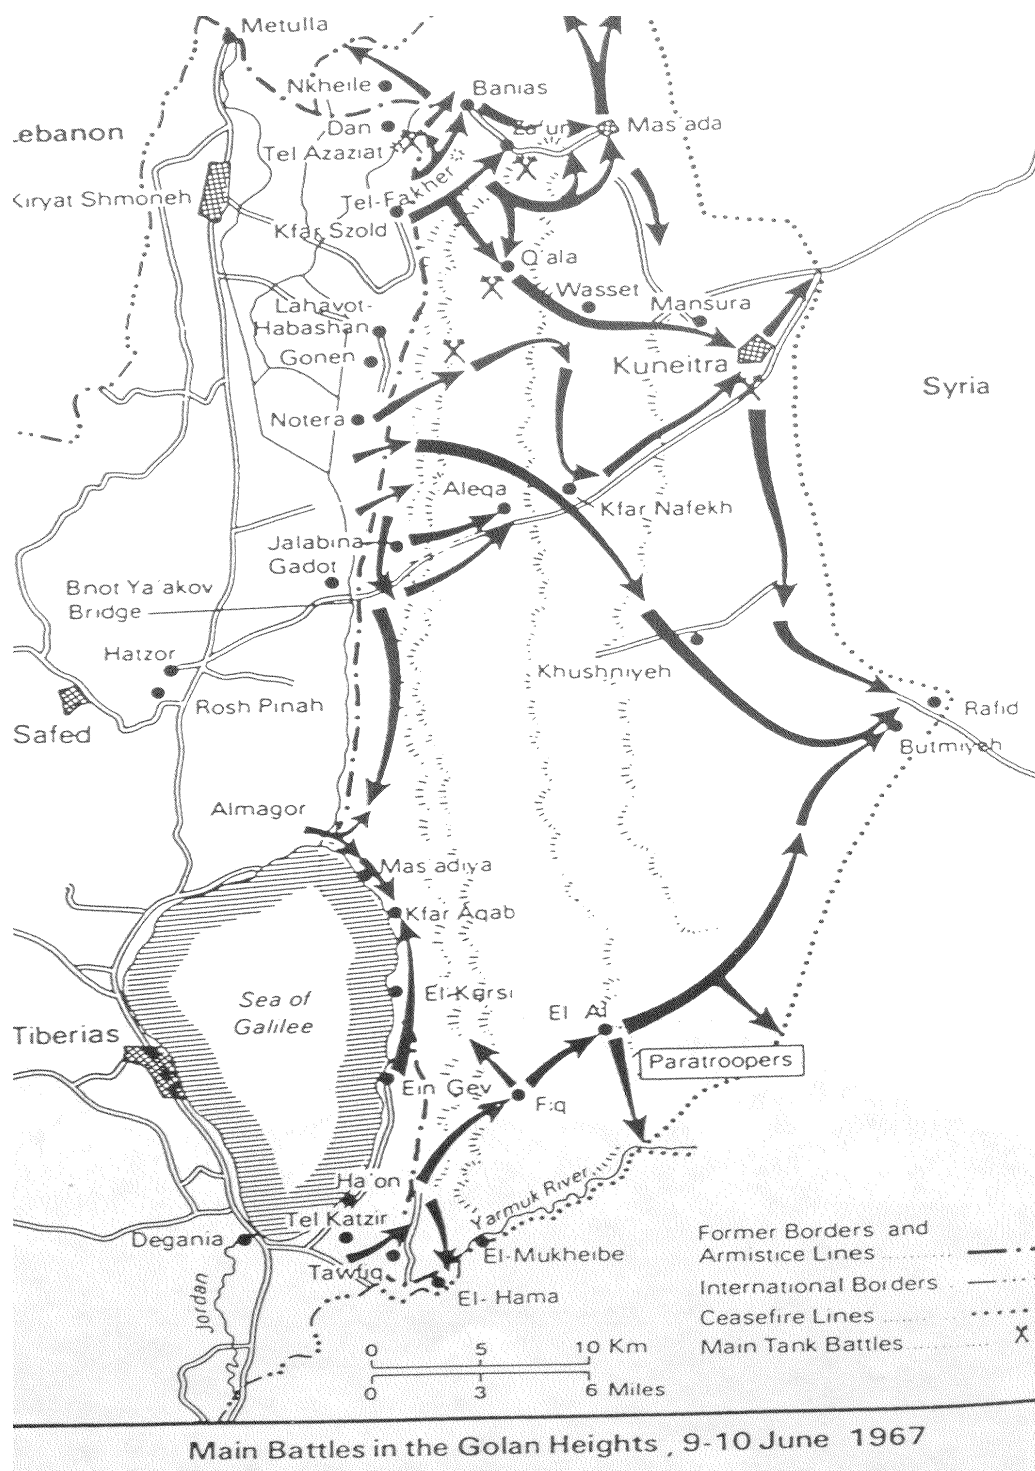 Metulla
Nkheile
Banias
ebanon
Dan
Za'ura
Mas'ada
Tel Azaziat
Kiryat Shmoneh
Tel-Fakher
Kfar Szold
Q'ala
Wasset
Mansura
Lahavot-
Habashan
Gonen
Kuneitra
Syria
Notera
Aleqa
Kfar Nafekh
Jalabina
Gadot
Bnot Ya'akov
Bridge
Hatzor
Khushniyeh
Rosh Pinah
Safed
Rafid
Butmiyeh
Almagor
Mas'adiya
Kfar Aqab
Sea of
Galilee
El-Kursi
El Al
Tiberias
Paratroopers
Ein Gev
Fiq
Ha'on
Yarmuk River
Tel Katzir
Degania
El-Mukheibe
Tawfiq
El-Hama
Jordan
Former Borders and
Armistice Lines
International Borders
Ceasefire Lines
Main Tank Battles
0 5 10 Km
0 3 6 Miles
Main Battles in the Golan Heights, 9-10 June 1967